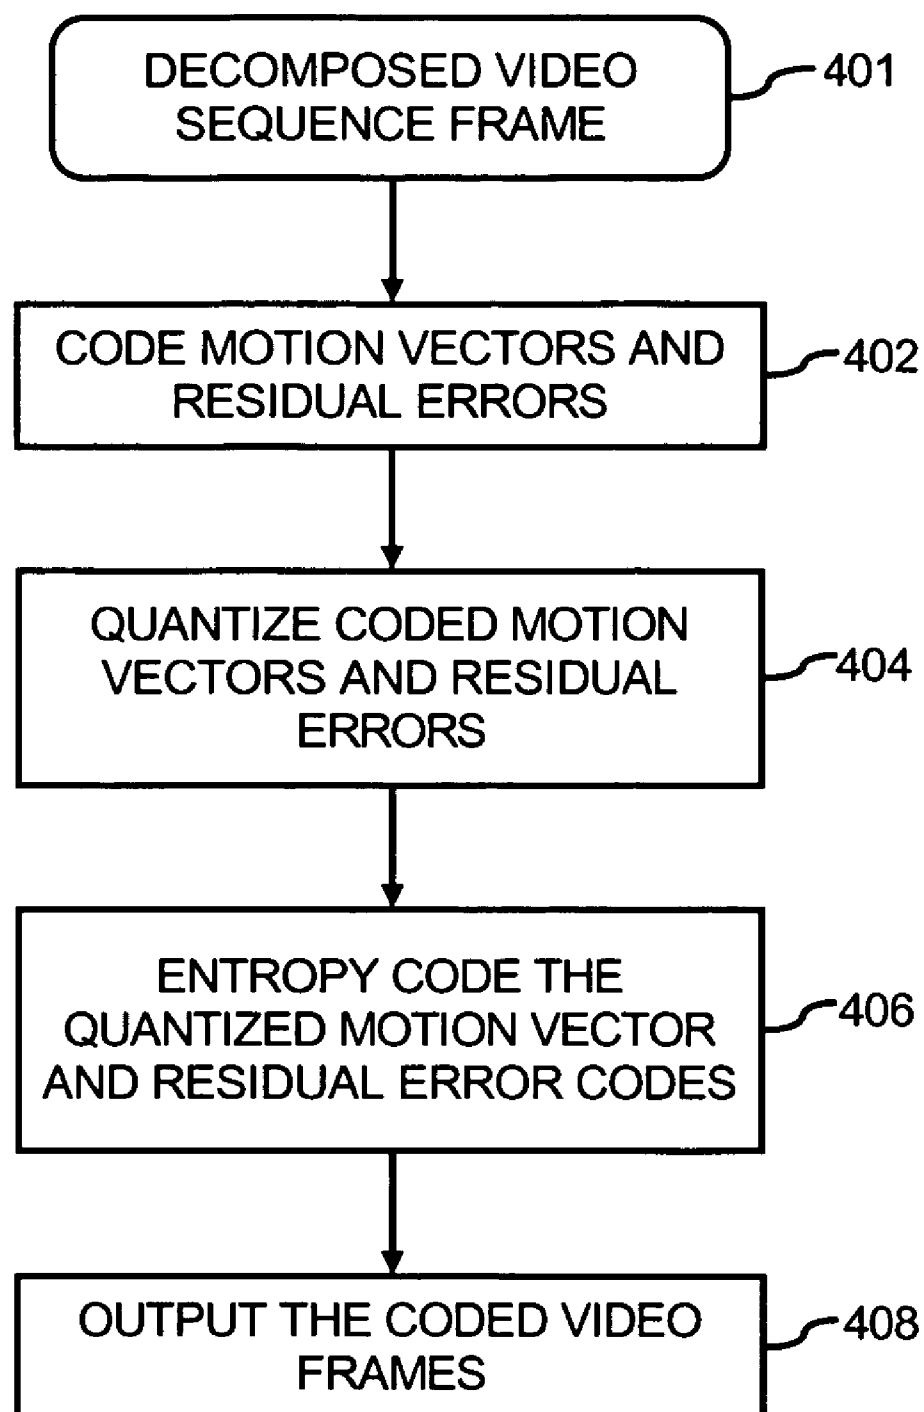 DECOMPOSED VIDEO
SEQUENCE FRAME
401
CODE MOTION VECTORS AND
RESIDUAL ERRORS
402
QUANTIZE CODED MOTION
VECTORS AND RESIDUAL
ERRORS
404
ENTROPY CODE THE
QUANTIZED MOTION VECTOR
AND RESIDUAL ERROR CODES
406
OUTPUT THE CODED VIDEO
FRAMES
408